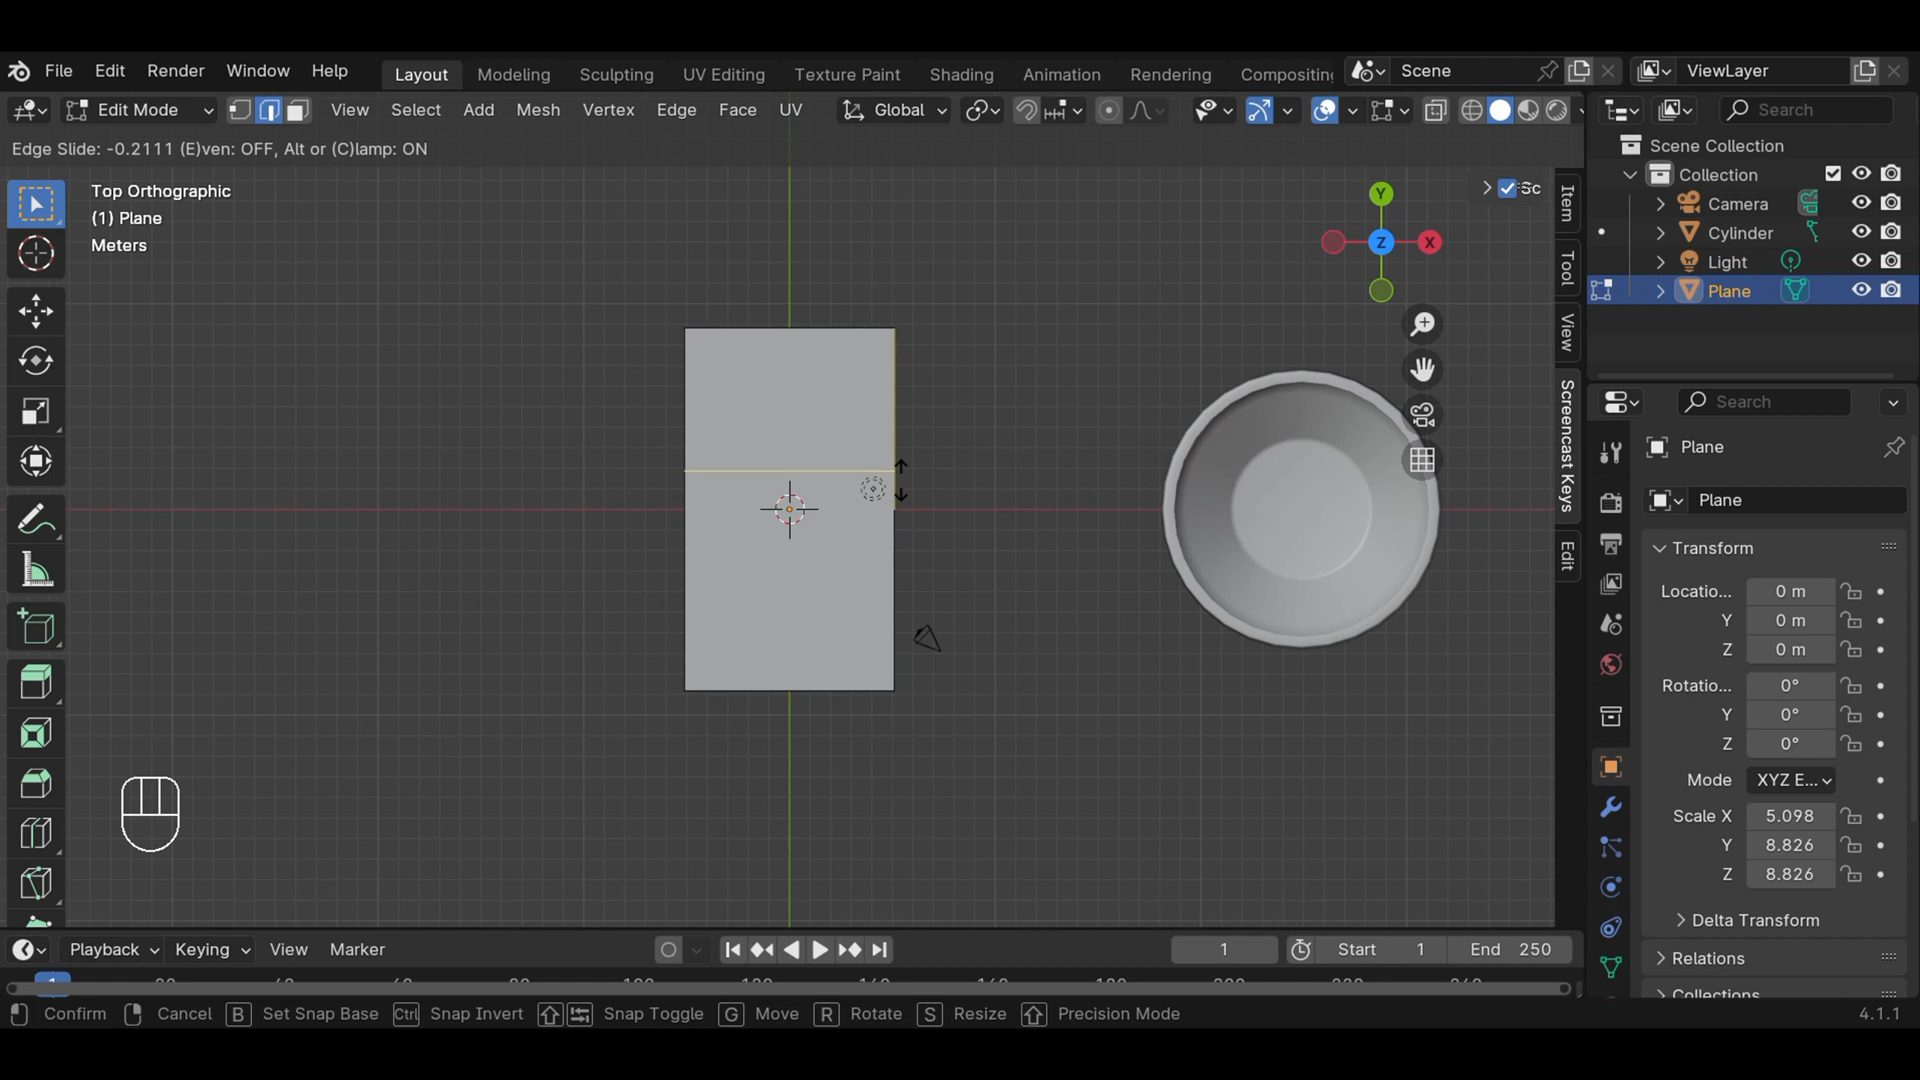 File Edit Render Window Help Layout Modeling Sculpting UV Editing Texture Paint Shading Animation Rendering Compositing Scene ViewLayer
Edit Mode View Select Add Mesh Vertex Edge Face UV Global Search
Edge Slide: -0.2111 (E)ven: OFF, Alt or (C)lamp: ON
Top Orthographic
(1) Plane
Meters
Y
Z
X
Sc
Item
Tool
View
Screencast Keys
Edit
Scene Collection
Collection
Camera
Cylinder
Light
Plane
Search
Plane
Plane
Transform
Locatio... 0 m
Y 0 m
Z 0 m
Rotatio... 0°
Y 0°
Z 0°
Mode XYZ E...
Scale X 5.098
Y 8.826
Z 8.826
Delta Transform
Relations
Collections
Playback Keying View Marker 1 Start 1 End 250
1
Confirm Cancel B Set Snap Base Ctrl Snap Invert Snap Toggle G Move R Rotate S Resize Precision Mode 4.1.1